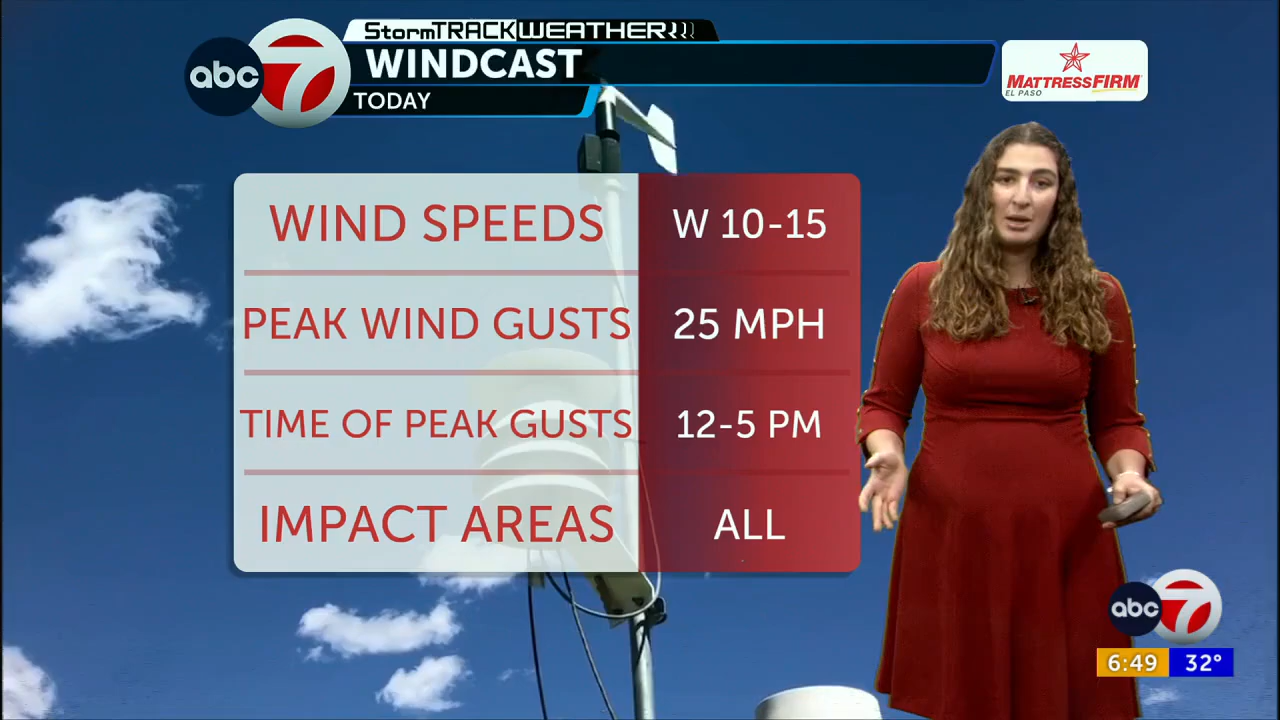 StormTRACKWEATHER
abc 7
WINDCAST
TODAY
MATTRESSFIRM
EL PASO
WIND SPEEDS W 10-15
PEAK WIND GUSTS 25 MPH
TIME OF PEAK GUSTS 12-5 PM
IMPACT AREAS ALL
abc 7
6:49 32°